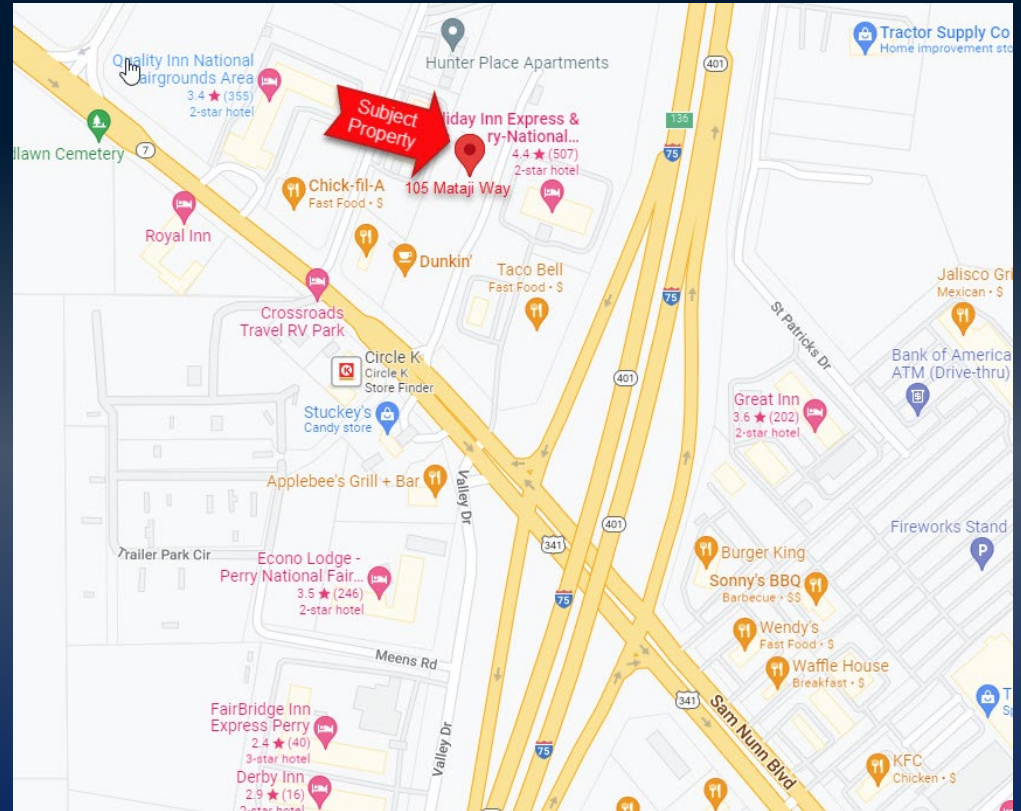 Tractor Supply Co
Home improvement sto
401
Quality Inn National
airgrounds Area
3.4 ★ (355)
2-star hotel
Hunter Place Apartments
Subject
Property
liday Inn Express &
ry-National...
4.4 ★ (507)
2-star hotel
136
75
dlawn Cemetery
7
105 Mataji Way
Chick-fil-A
Fast Food • $
Royal Inn
Dunkin'
Taco Bell
Fast Food • $
75
Jalisco Gri
Mexican • $
Crossroads
Travel RV Park
St Patricks Dr
Circle K
Circle K
Store Finder
K
Bank of America
ATM (Drive-thru)
401
Stuckey's
Candy store
Great Inn
3.6 ★ (202)
2-star hotel
Applebee's Grill + Bar
Valley Dr
401
Fireworks Stand
P
341
Trailer Park Cir
Econo Lodge -
Perry National Fair...
3.5 ★ (246)
2-star hotel
Burger King
Sonny's BBQ
Barbecue • $$
75
Wendy's
Fast Food • $
Meens Rd
Waffle House
Breakfast • $
341
Sam Nunn Blvd
FairBridge Inn
Express Perry
2.4 ★ (40)
3-star hotel
Valley Dr
75
KFC
Chicken • $
Derby Inn
2.9 ★ (16)
2-star hotel